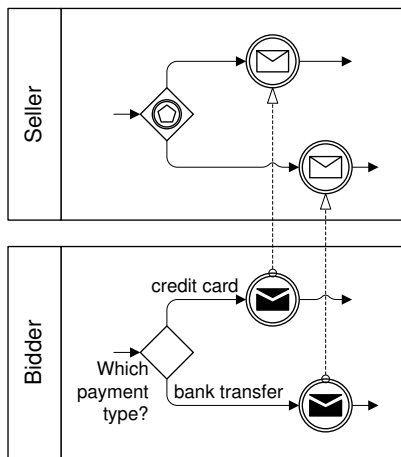 Seller
Bidder
credit card
Which
payment
type?
bank transfer